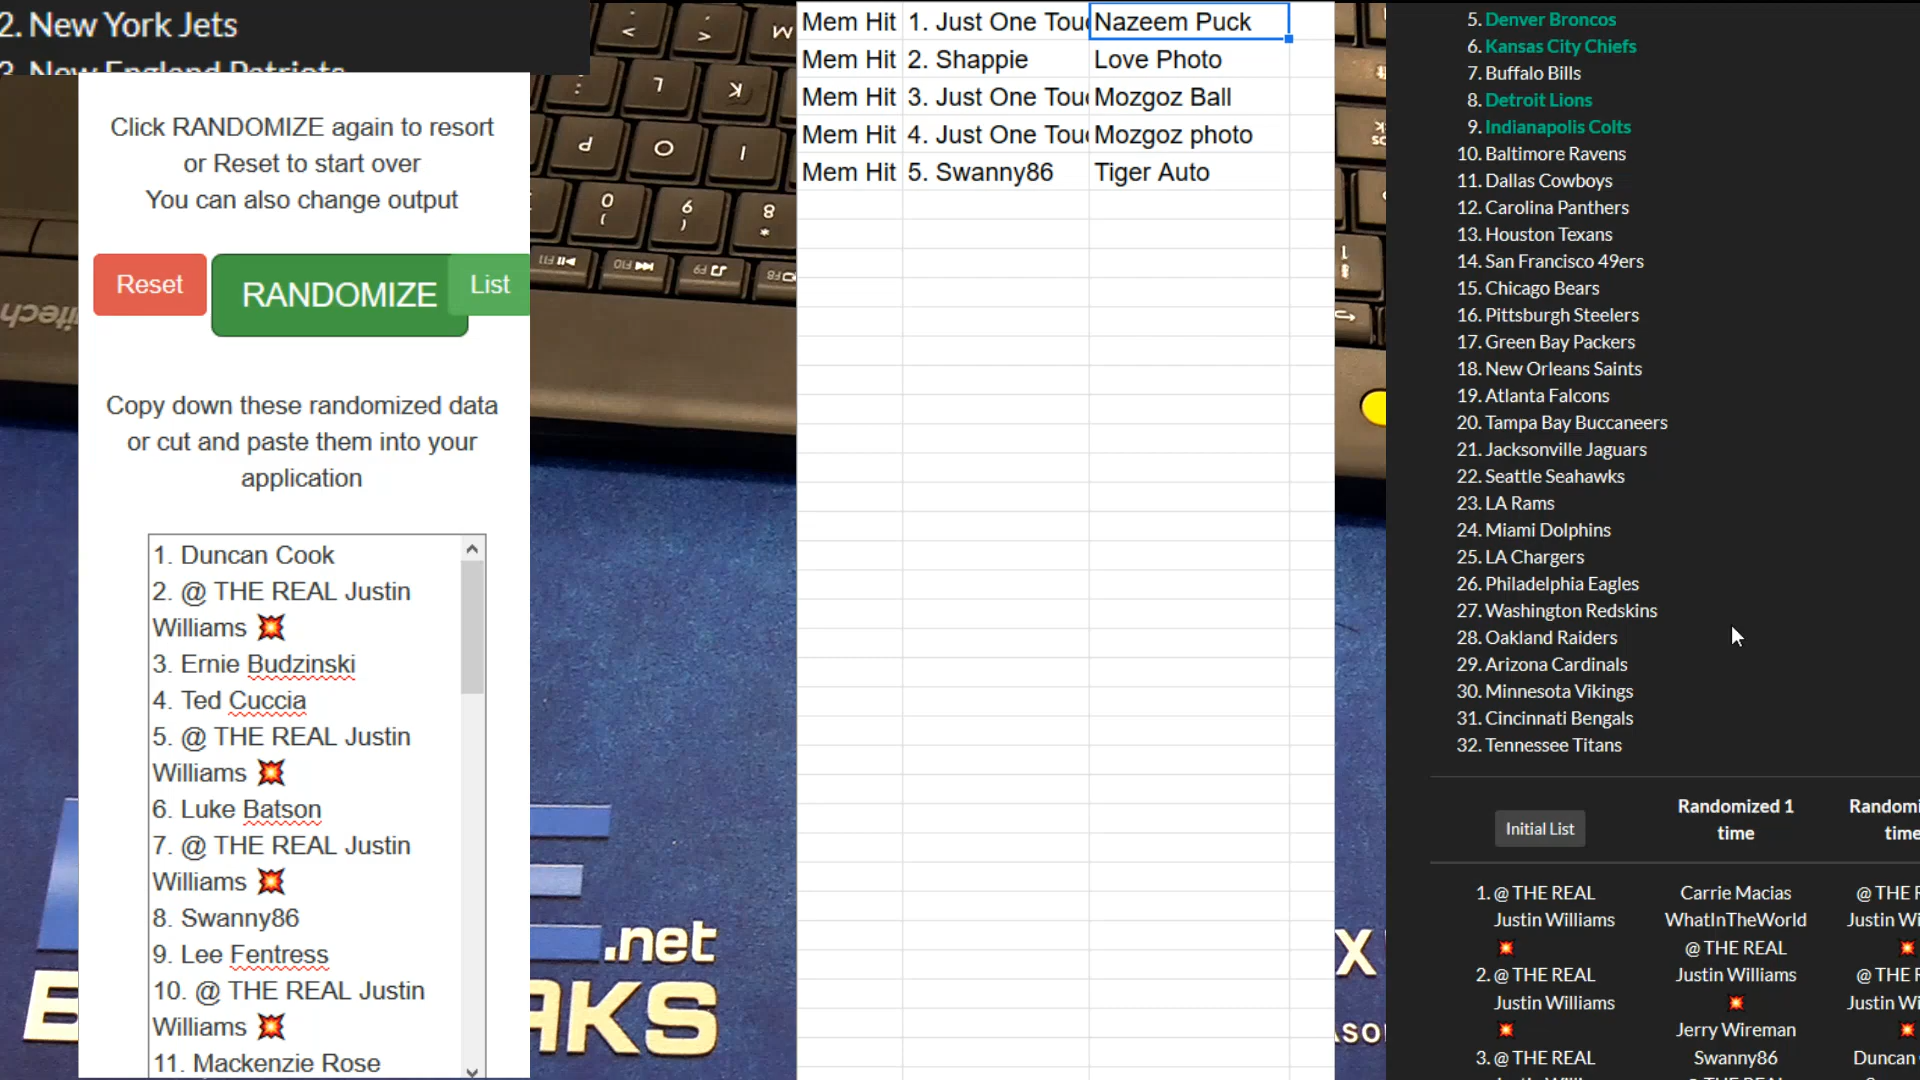 2. New York Jets
3. New England Patriots
Click RANDOMIZE again to resort
or Reset to start over
You can also change output
Reset
RANDOMIZE
List
Copy down these randomized data
or cut and paste them into your
application
1. Duncan Cook
2. @ THE REAL Justin
Williams 💥
3. Ernie Budzinski
4. Ted Cuccia
5. @ THE REAL Justin
Williams 💥
6. Luke Batson
7. @ THE REAL Justin
Williams 💥
8. Swanny86
9. Lee Fentress
10. @ THE REAL Justin
Williams 💥
11. Mackenzie Rose
.net
Mem Hit 1. Just One Tou Nazeem Puck
Mem Hit 2. Shappie Love Photo
Mem Hit 3. Just One Tou Mozgoz Ball
Mem Hit 4. Just One Tou Mozgoz photo
Mem Hit 5. Swanny86 Tiger Auto
5. Denver Broncos
6. Kansas City Chiefs
7. Buffalo Bills
8. Detroit Lions
9. Indianapolis Colts
10. Baltimore Ravens
11. Dallas Cowboys
12. Carolina Panthers
13. Houston Texans
14. San Francisco 49ers
15. Chicago Bears
16. Pittsburgh Steelers
17. Green Bay Packers
18. New Orleans Saints
19. Atlanta Falcons
20. Tampa Bay Buccaneers
21. Jacksonville Jaguars
22. Seattle Seahawks
23. LA Rams
24. Miami Dolphins
25. LA Chargers
26. Philadelphia Eagles
27. Washington Redskins
28. Oakland Raiders
29. Arizona Cardinals
30. Minnesota Vikings
31. Cincinnati Bengals
32. Tennessee Titans
Initial List
Randomized 1
time
Randomi
time
1. @ THE REAL
Justin Williams
💥
2. @ THE REAL
Justin Williams
💥
3. @ THE REAL
Carrie Macias
WhatInTheWorld
@ THE REAL
Justin Williams
💥
Jerry Wireman
Swanny86
@ THE R
Justin Wi
💥
@ THE R
Justin Wi
💥
Duncan